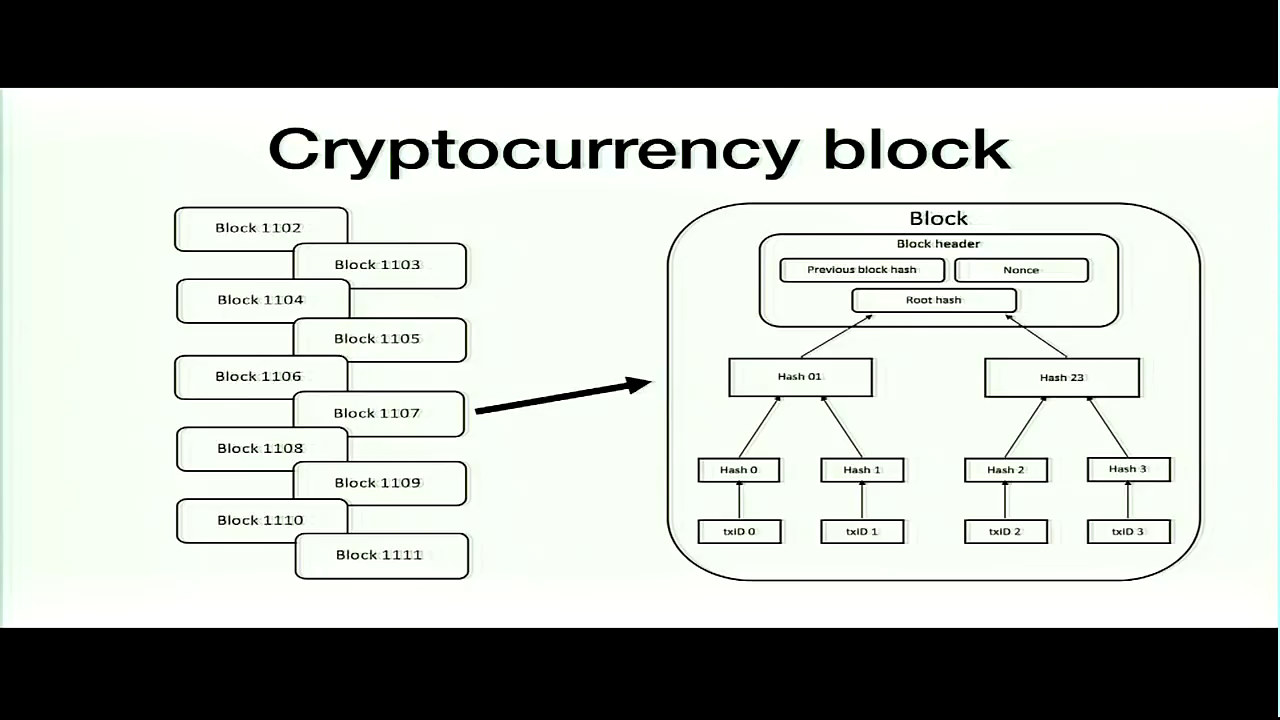 Cryptocurrency block
Block 1102
Block 1103
Block 1104
Block 1105
Block 1106
Block 1107
Block 1108
Block 1109
Block 1110
Block 1111
Block
Block header
Previous block hash
Nonce
Root hash
Hash 01
Hash 23
Hash 0
Hash 1
Hash 2
Hash 3
txID 0
txID 1
txID 2
txID 3